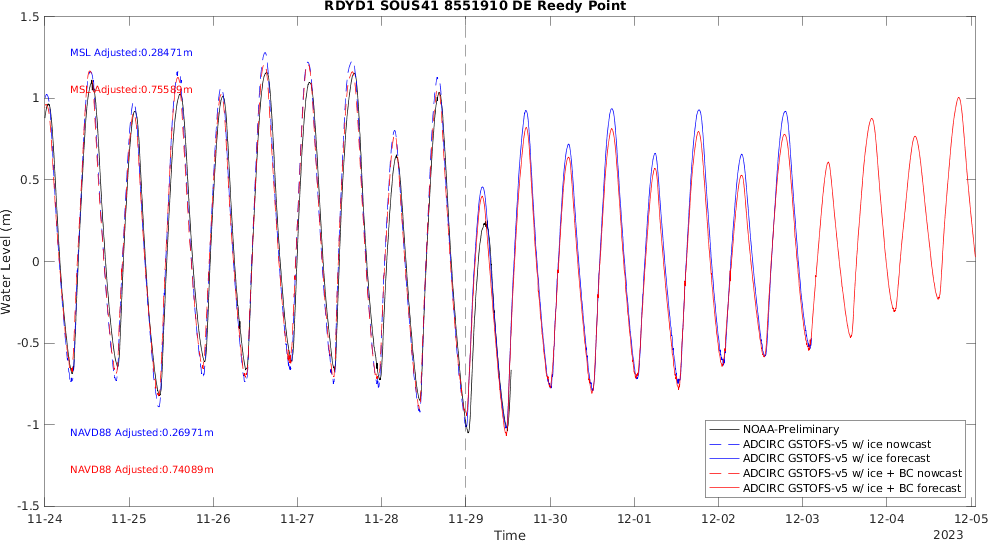 RDYD1 SOUS41 8551910 DE Reedy Point
1.5
MSL Adjusted:0.28471m
MSL Adjusted:0.75589m
1
0.5
0
-0.5
-1
-1.5
Water Level (m)
NAVD88 Adjusted:0.26971m
NAVD88 Adjusted:0.74089m
NOAA-Preliminary
ADCIRC GSTOFS-v5 w/ ice nowcast
ADCIRC GSTOFS-v5 w/ ice forecast
ADCIRC GSTOFS-v5 w/ ice + BC nowcast
ADCIRC GSTOFS-v5 w/ ice + BC forecast
11-24 11-25 11-26 11-27 11-28 11-29 11-30 12-01 12-02 12-03 12-04 12-05
Time
2023